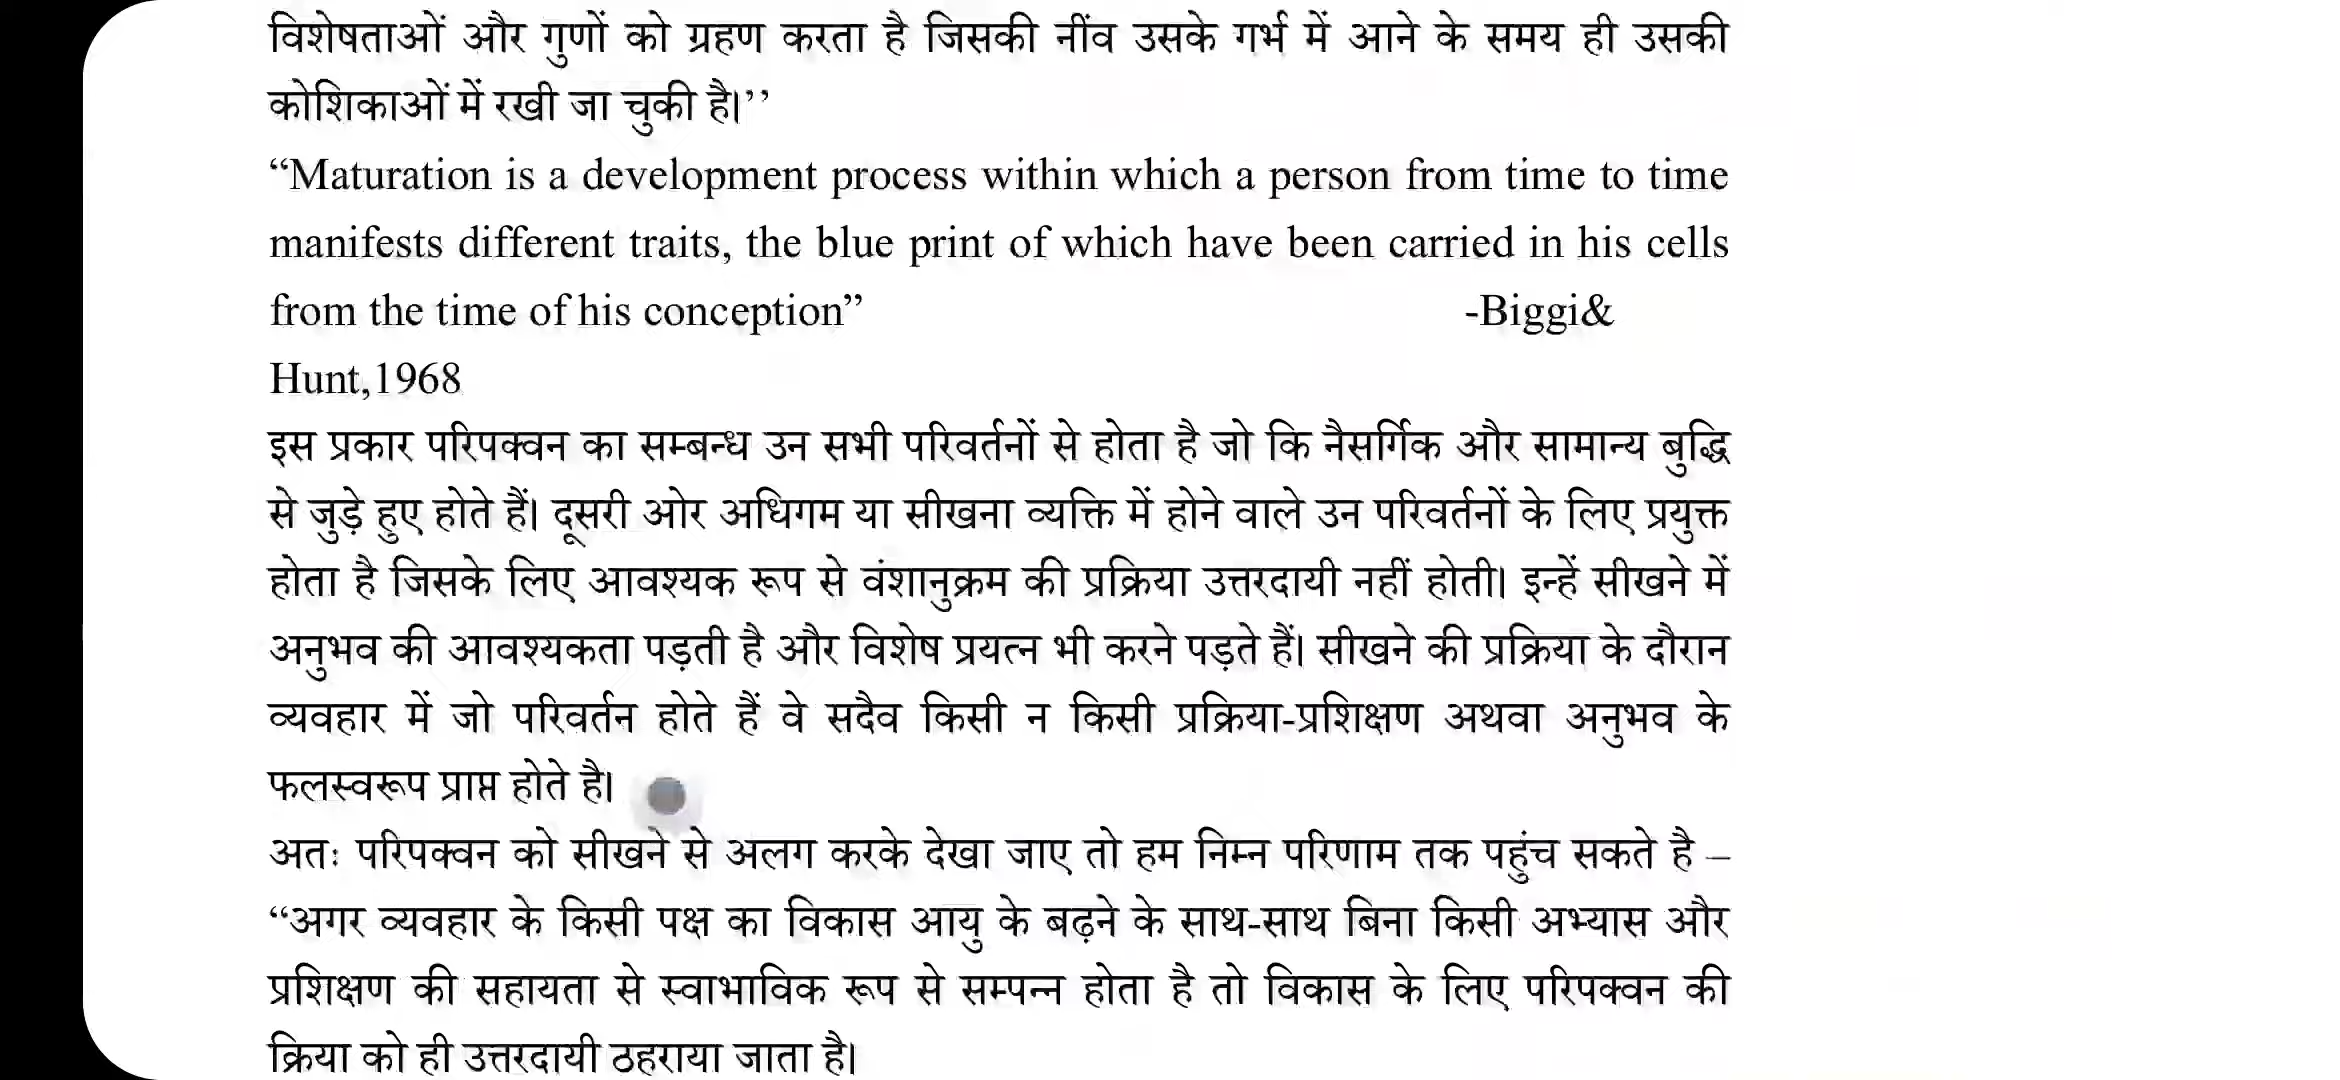 विशेषताओं और गुणों को ग्रहण करता है जिसकी नींव उसके गर्भ में आने के समय ही उसकी
कोशिकाओं में रखी जा चुकी है।’’
“Maturation is a development process within which a person from time to time
manifests different traits, the blue print of which have been carried in his cells
from the time of his conception” -Biggi&
Hunt,1968
इस प्रकार परिपक्वन का सम्बन्ध उन सभी परिवर्तनों से होता है जो कि नैसर्गिक और सामान्य बुद्धि
से जुड़े हुए होते हैं। दूसरी ओर अधिगम या सीखना व्यक्ति में होने वाले उन परिवर्तनों के लिए प्रयुक्त
होता है जिसके लिए आवश्यक रूप से वंशानुक्रम की प्रक्रिया उत्तरदायी नहीं होती। इन्हें सीखने में
अनुभव की आवश्यकता पड़ती है और विशेष प्रयत्न भी करने पड़ते हैं। सीखने की प्रक्रिया के दौरान
व्यवहार में जो परिवर्तन होते हैं वे सदैव किसी न किसी प्रक्रिया-प्रशिक्षण अथवा अनुभव के
फलस्वरूप प्राप्त होते है।
अतः परिपक्वन को सीखने से अलग करके देखा जाए तो हम निम्न परिणाम तक पहुंच सकते है –
“अगर व्यवहार के किसी पक्ष का विकास आयु के बढ़ने के साथ-साथ बिना किसी अभ्यास और
प्रशिक्षण की सहायता से स्वाभाविक रूप से सम्पन्न होता है तो विकास के लिए परिपक्वन की
क्रिया को ही उत्तरदायी ठहराया जाता है।